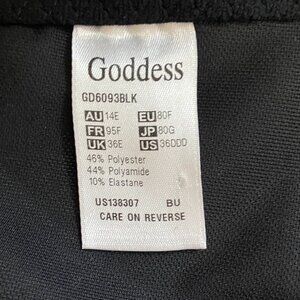 Goddess
GD6093BLK
AU 14E EU 80F
FR 95F JP 80G
UK 36E US 36DDD
46% Polyester
44% Polyamide
10% Elastane
US138307 BU
CARE ON REVERSE